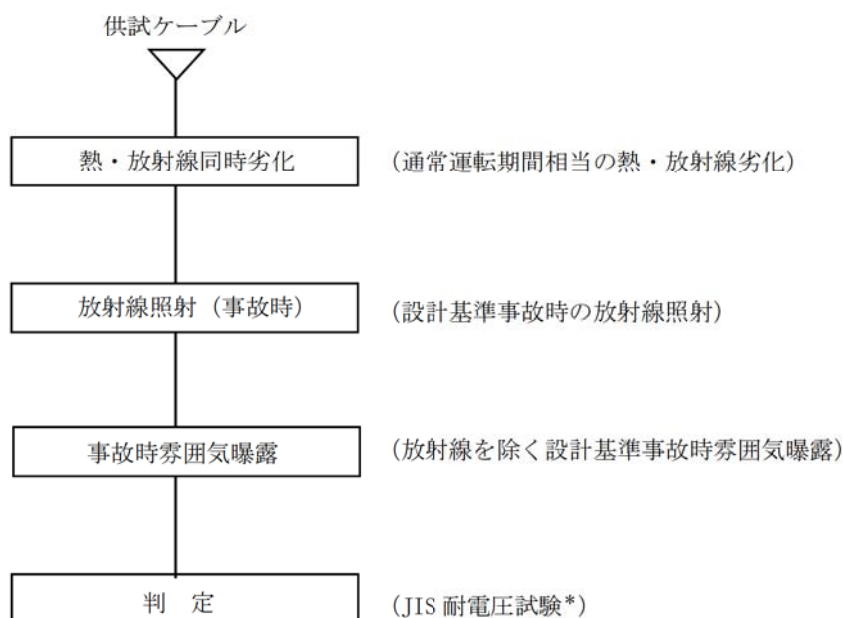 供試ケーブル
熱・放射線同時劣化 (通常運転期間相当の熱・放射線劣化)
放射線照射(事故時) (設計基準事故時の放射線照射)
事故時雰囲気曝露 (放射線を除く設計基準事故時雰囲気曝露)
判 定 (JIS 耐電圧試験*)